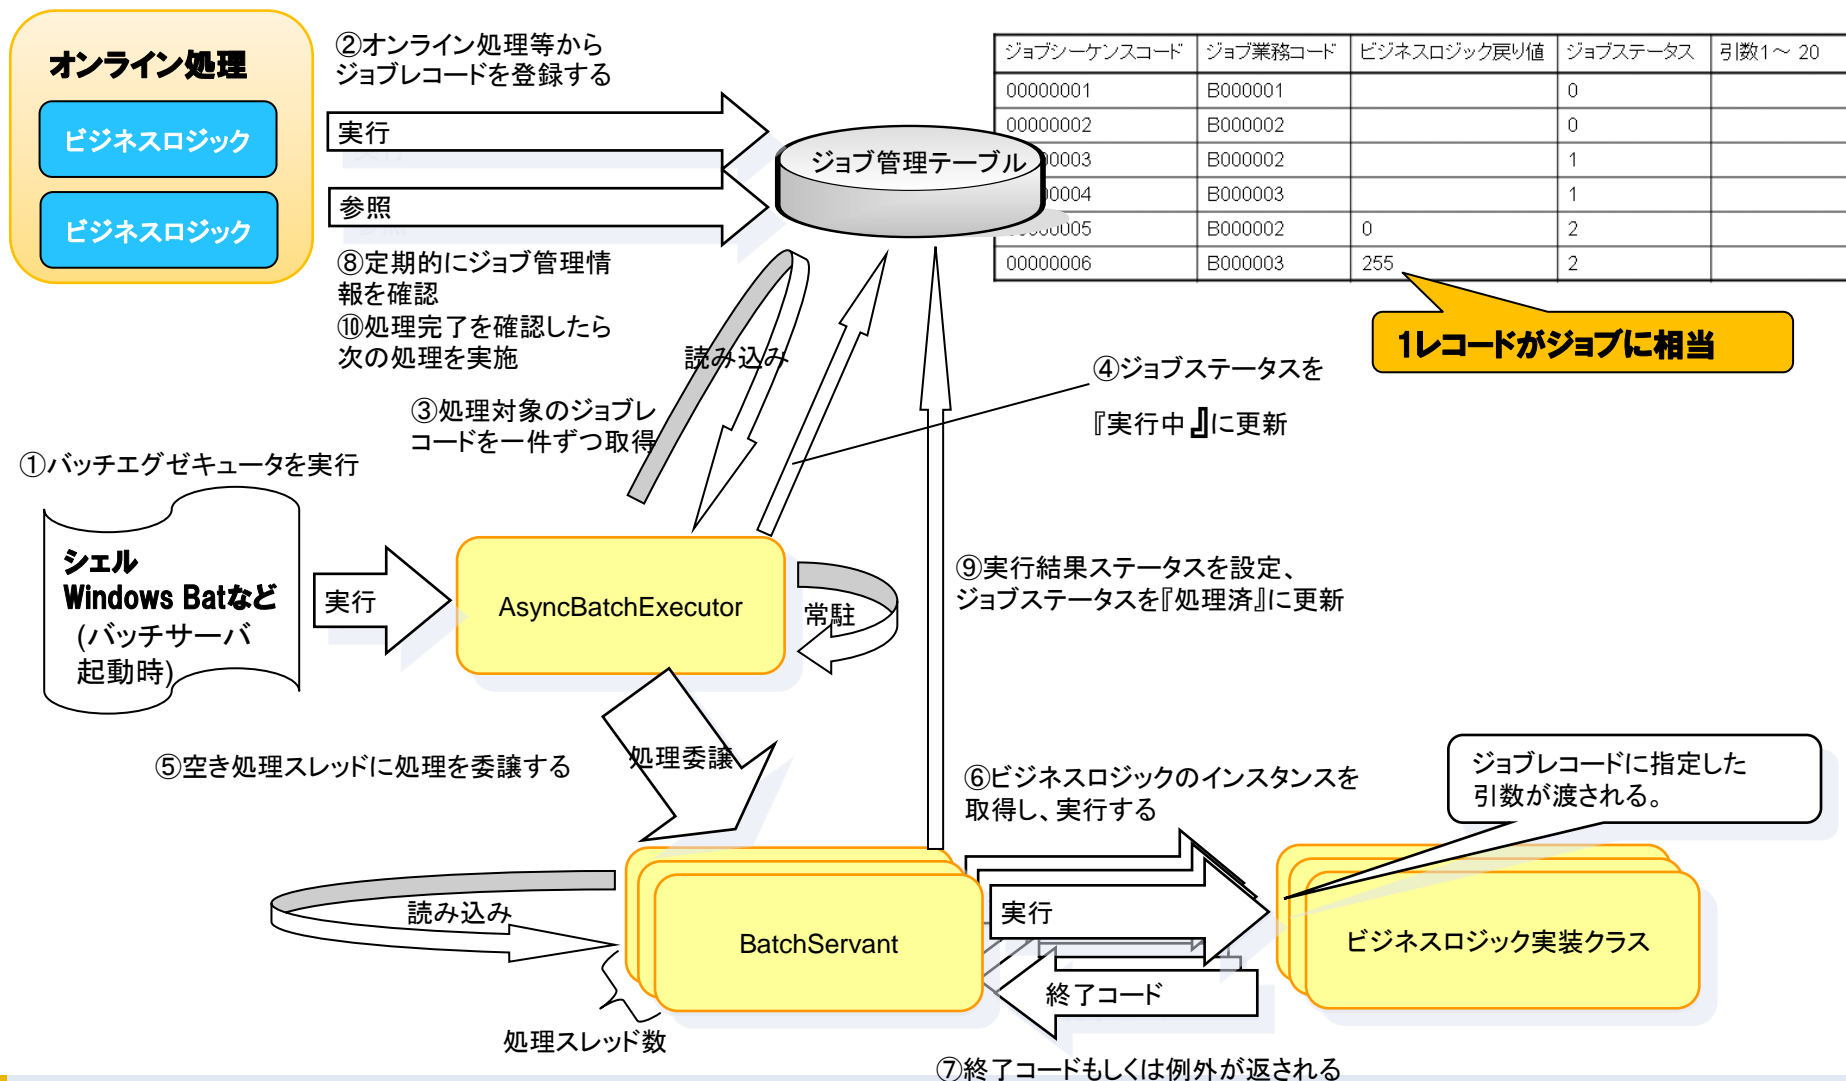 オンライン処理
ビジネスロジック
ビジネスロジック
②オンライン処理等から
ジョブレコードを登録する
実行
参照
ジョブ管理テーブル
ジョブシーケンスコード ジョブ業務コード ビジネスロジック戻り値 ジョブステータス 引数1～ 20
00000001 B000001 0
00000002 B000002 0
0003 B000002 1
0004 B000003 1
00000005 B000002 0 2
00000006 B000003 255 2
1レコードがジョブに相当
⑧定期的にジョブ管理情
報を確認
⑩処理完了を確認したら
次の処理を実施
読み込み
③処理対象のジョブレ
コードを一件ずつ取得
④ジョブステータスを
『実行中』に更新
①バッチエグゼキュータを実行
シェル
Windows Batなど
(バッチサーバ
起動時)
実行
AsyncBatchExecutor
常駐
⑨実行結果ステータスを設定、
ジョブステータスを『処理済』に更新
⑤空き処理スレッドに処理を委譲する
処理委譲
⑥ビジネスロジックのインスタンスを
取得し、実行する
ジョブレコードに指定した
引数が渡される。
読み込み
BatchServant
実行
終了コード
ビジネスロジック実装クラス
処理スレッド数
⑦終了コードもしくは例外が返される